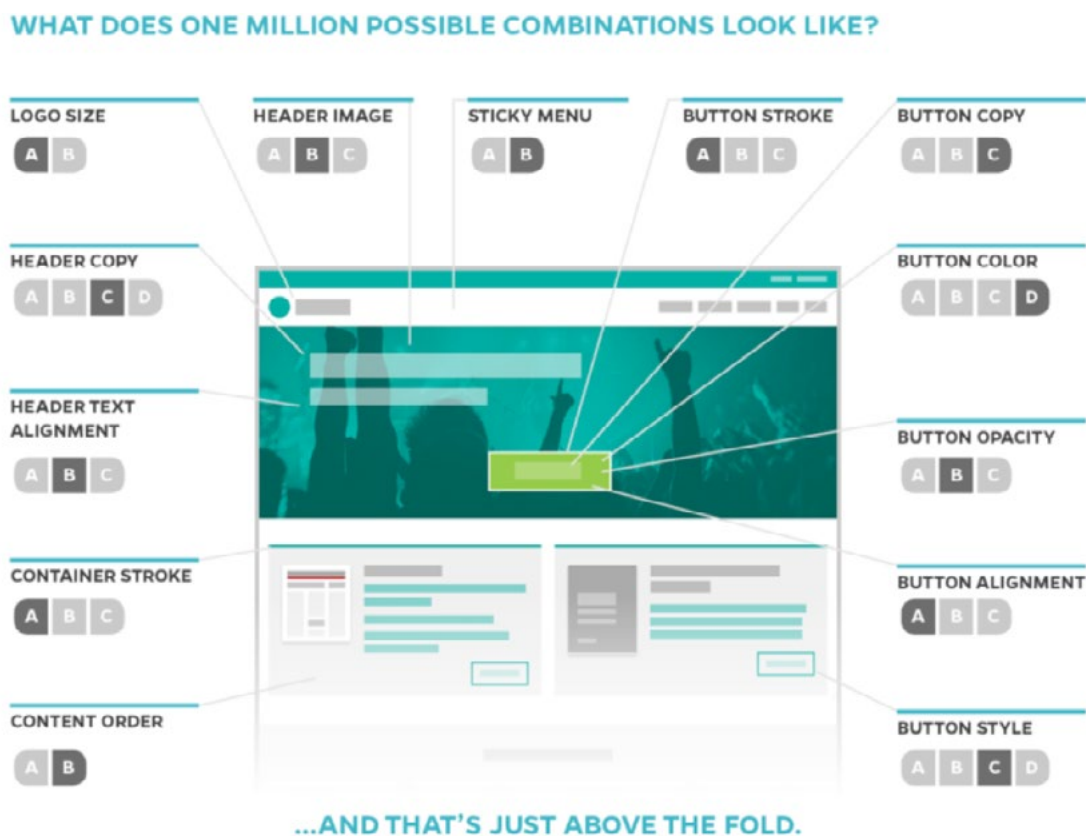 WHAT DOES ONE MILLION POSSIBLE COMBINATIONS LOOK LIKE?
LOGO SIZE
A B
HEADER IMAGE
A B C
STICKY MENU
A B
BUTTON STROKE
A B C
BUTTON COPY
A B C
HEADER COPY
A B C D
BUTTON COLOR
A B C D
HEADER TEXT
ALIGNMENT
A B C
BUTTON OPACITY
A B C
CONTAINER STROKE
A B C
BUTTON ALIGNMENT
A B C
CONTENT ORDER
A B
BUTTON STYLE
A B C D
...AND THAT'S JUST ABOVE THE FOLD.